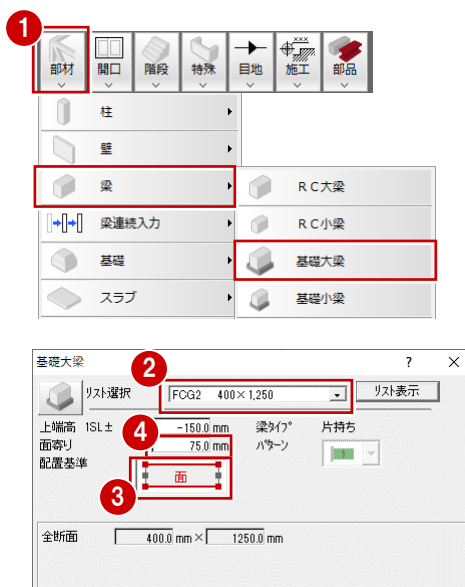 1
部材 開口 階段 特殊 目地 施工 部品
柱
壁
梁 RC大梁
梁連続入力 RC小梁
基礎 基礎大梁
スラブ 基礎小梁
基礎大梁 ? ×
2
リスト選択 FCG2 400×1,250 リスト表示
上端高 1SL± -150.0 mm 梁タイプ 片持ち
4
面寄り 75.0 mm パターン
配置基準 面
3
全断面 400.0 mm × 1250.0 mm